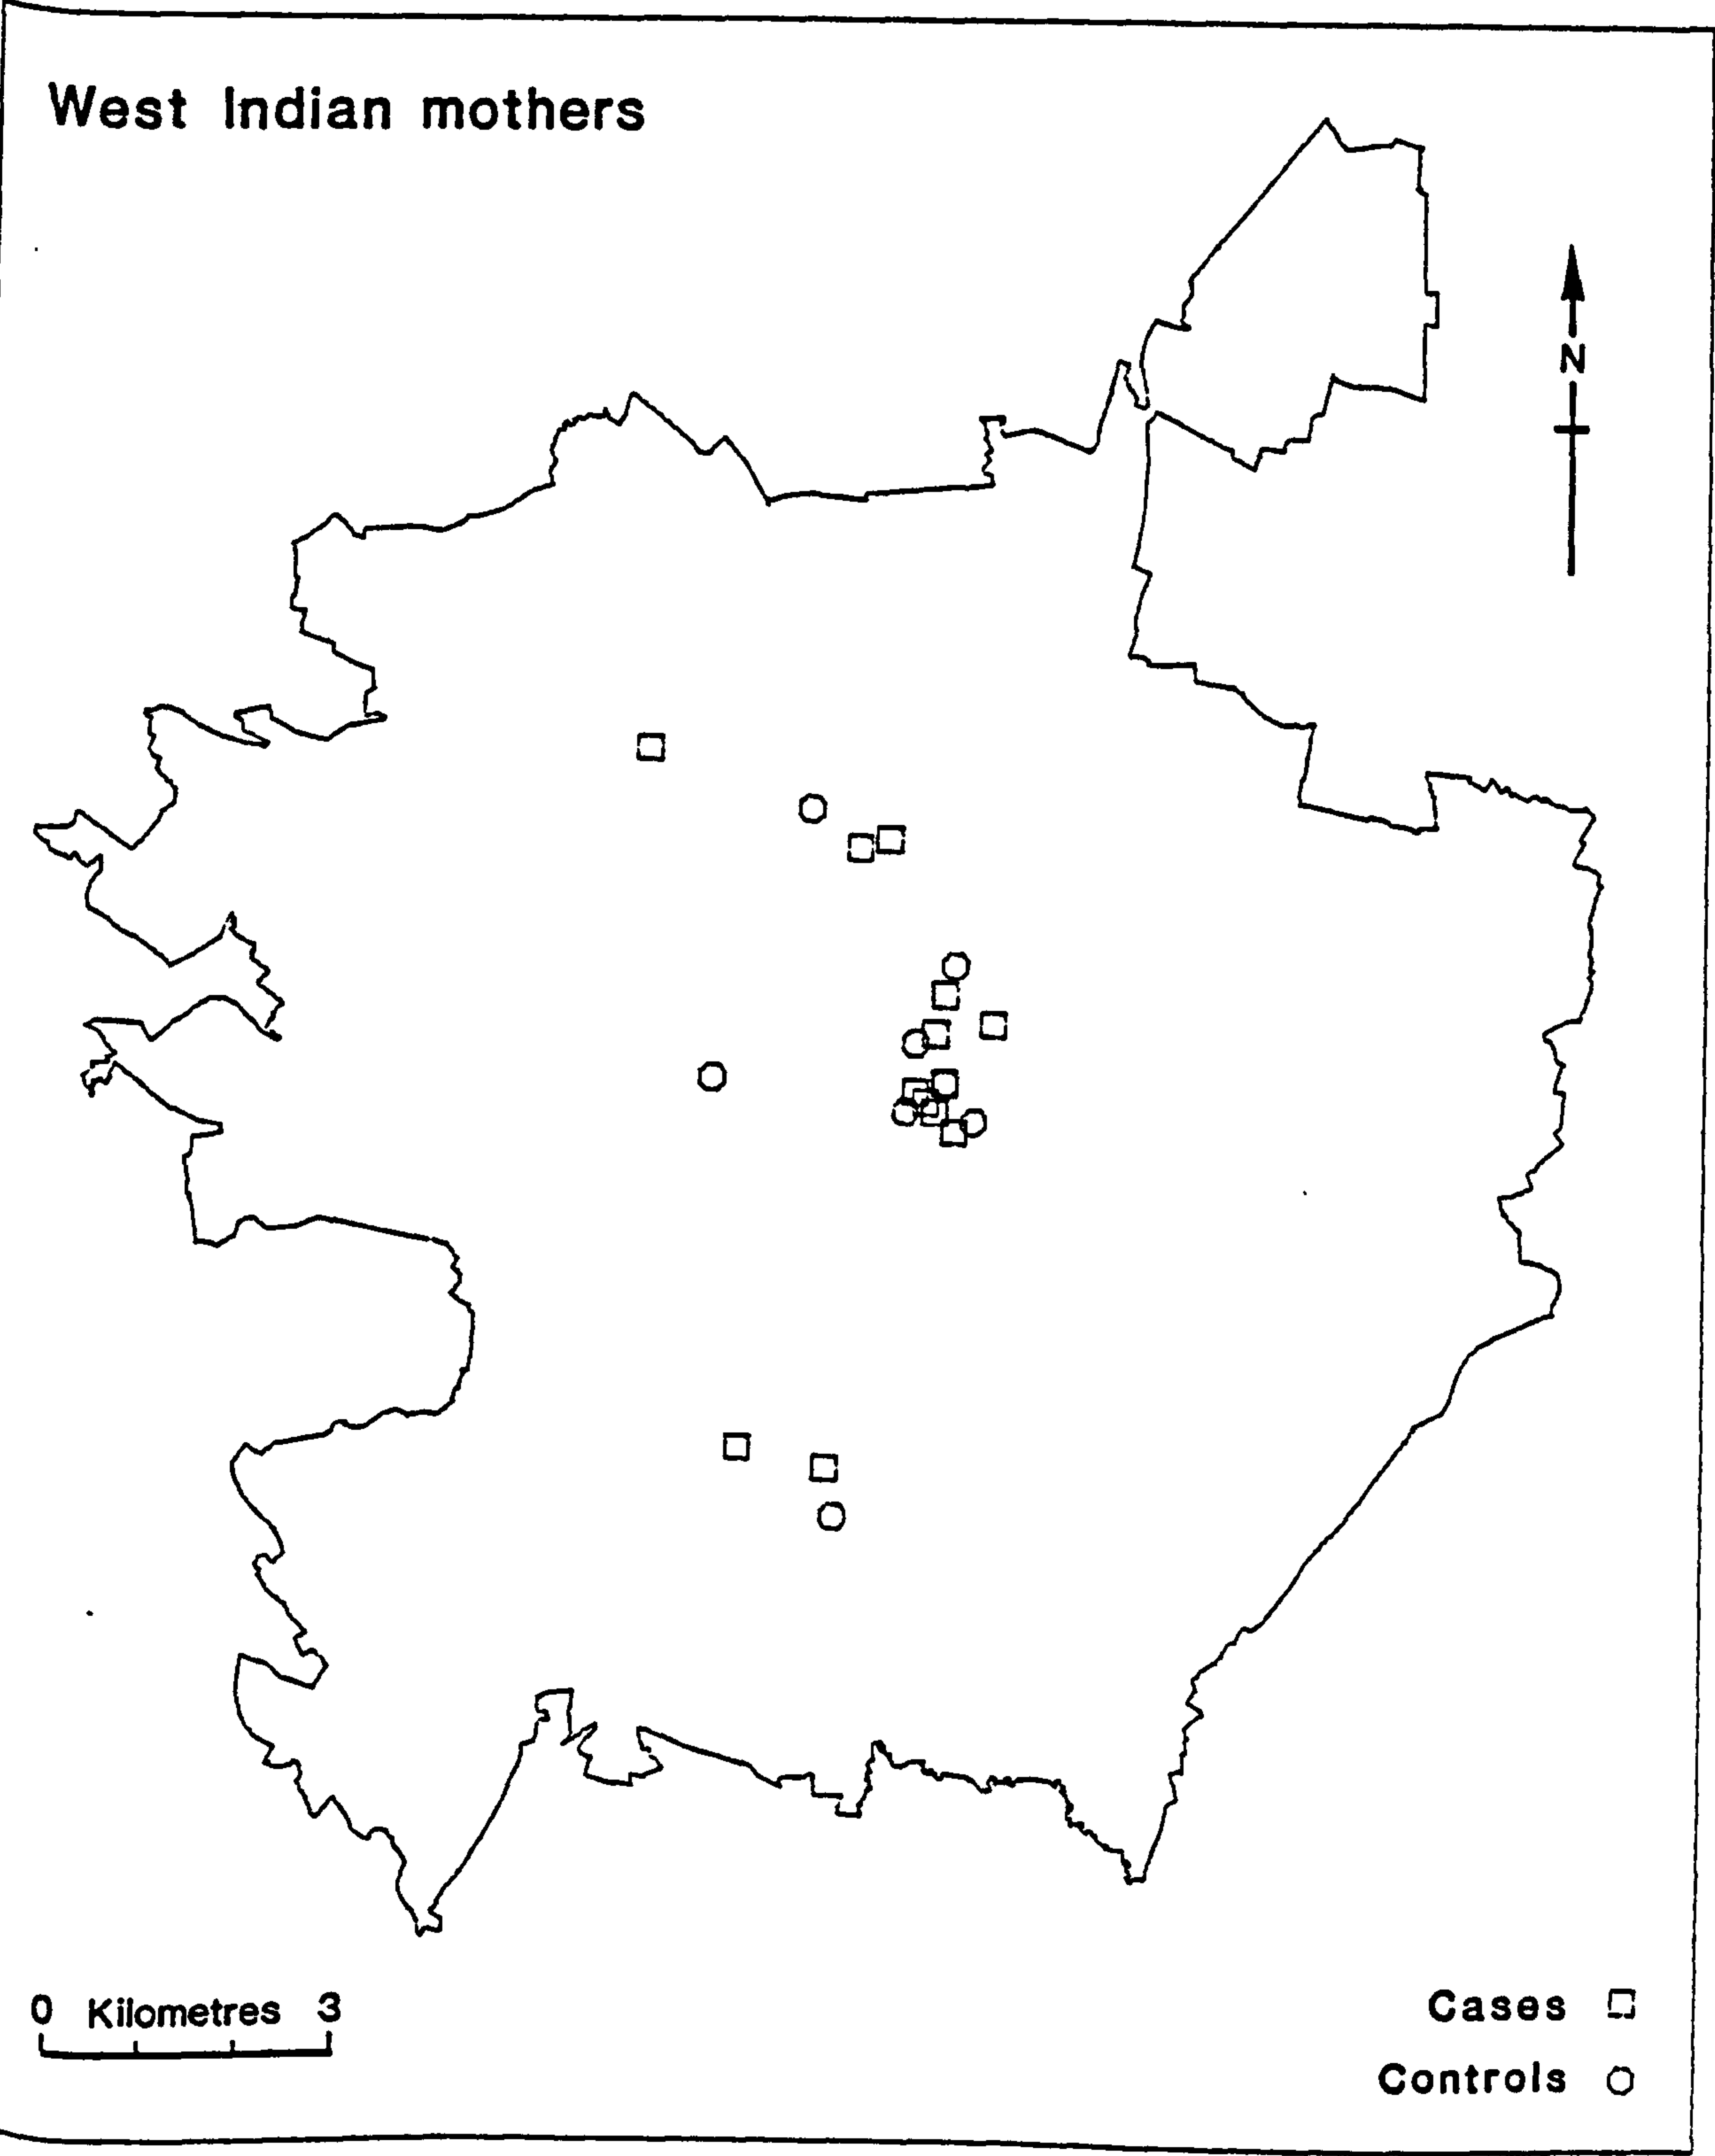 West Indian mothers
N
0 Kilometres 3
Cases
Controls